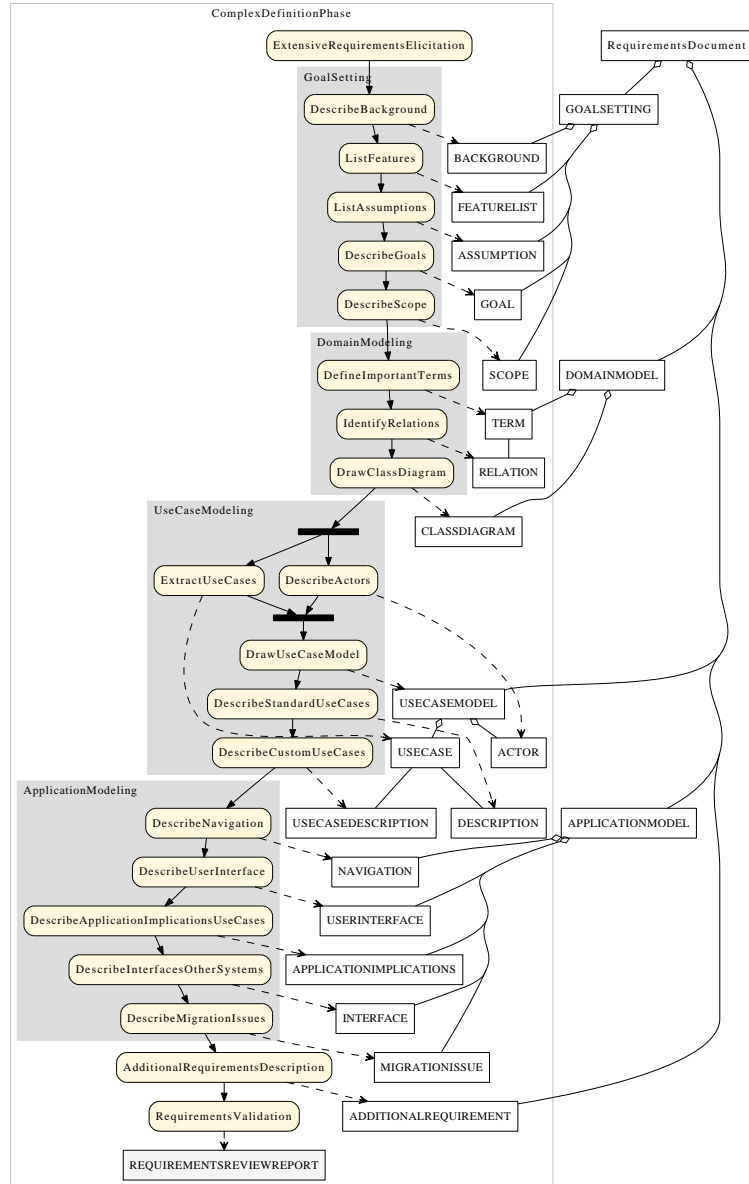 ComplexDefinitionPhase
ExtensiveRequirementsElicitation
RequirementsDocument
GoalSetting
DescribeBackground
GOALSETTING
ListFeatures
BACKGROUND
ListAssumptions
FEATURELIST
DescribeGoals
ASSUMPTION
DescribeScope
GOAL
DomainModeling
DefineImportantTerms
SCOPE
DOMAINMODEL
IdentifyRelations
TERM
DrawClassDiagram
RELATION
UseCaseModeling
CLASSDIAGRAM
ExtractUseCases
DescribeActors
DrawUseCaseModel
DescribeStandardUseCases
USECASEMODEL
DescribeCustomUseCases
USECASE
ACTOR
ApplicationModeling
DescribeNavigation
USECASEDESCRIPTION
DESCRIPTION
APPLICATIONMODEL
DescribeUserInterface
NAVIGATION
DescribeApplicationImplicationsUseCases
USERINTERFACE
DescribeInterfacesOtherSystems
APPLICATIONIMPLICATIONS
DescribeMigrationIssues
INTERFACE
AdditionalRequirementsDescription
MIGRATIONISSUE
RequirementsValidation
ADDITIONALREQUIREMENT
REQUIREMENTSREVIEWREPORT